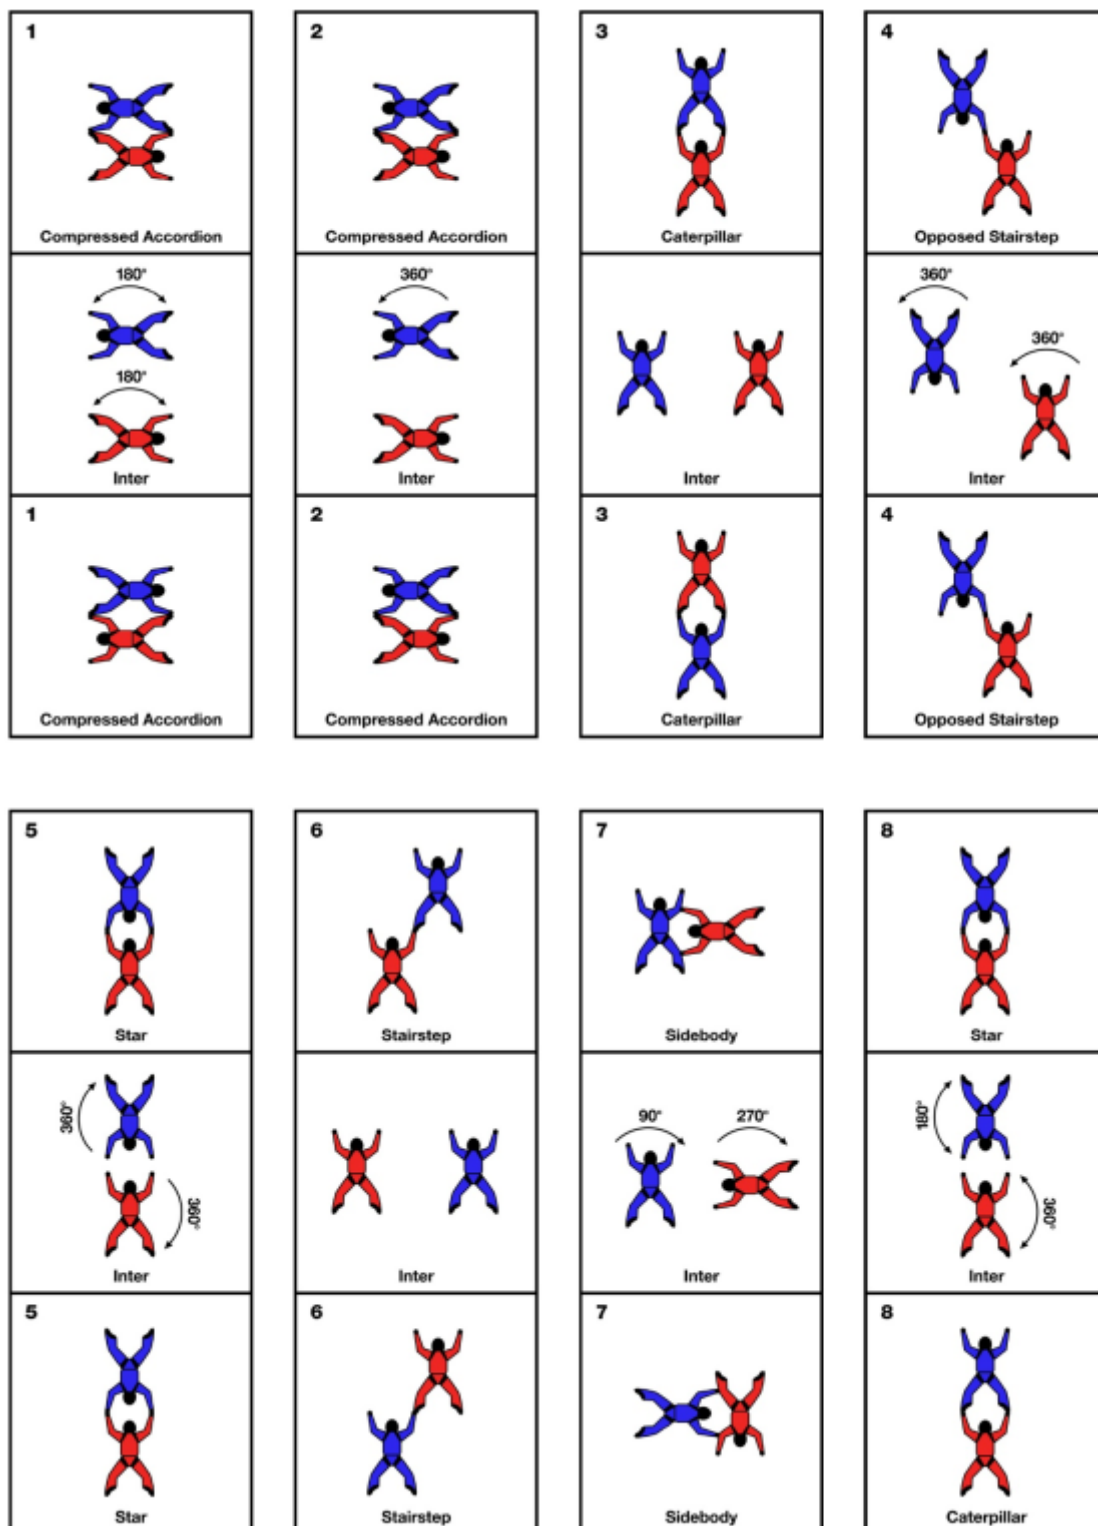 1 2 3 4
Compressed Accordion Compressed Accordion Caterpillar Opposed Stairstep
180° 360° 360°
180° 360°
Inter Inter Inter Inter
1 2 3 4
Compressed Accordion Compressed Accordion Caterpillar Opposed Stairstep
5 6 7 8
Star Stairstep Sidebody Star
360° 90° 270° 180°
360° 360°
Inter Inter Inter Inter
5 6 7 8
Star Stairstep Sidebody Caterpillar